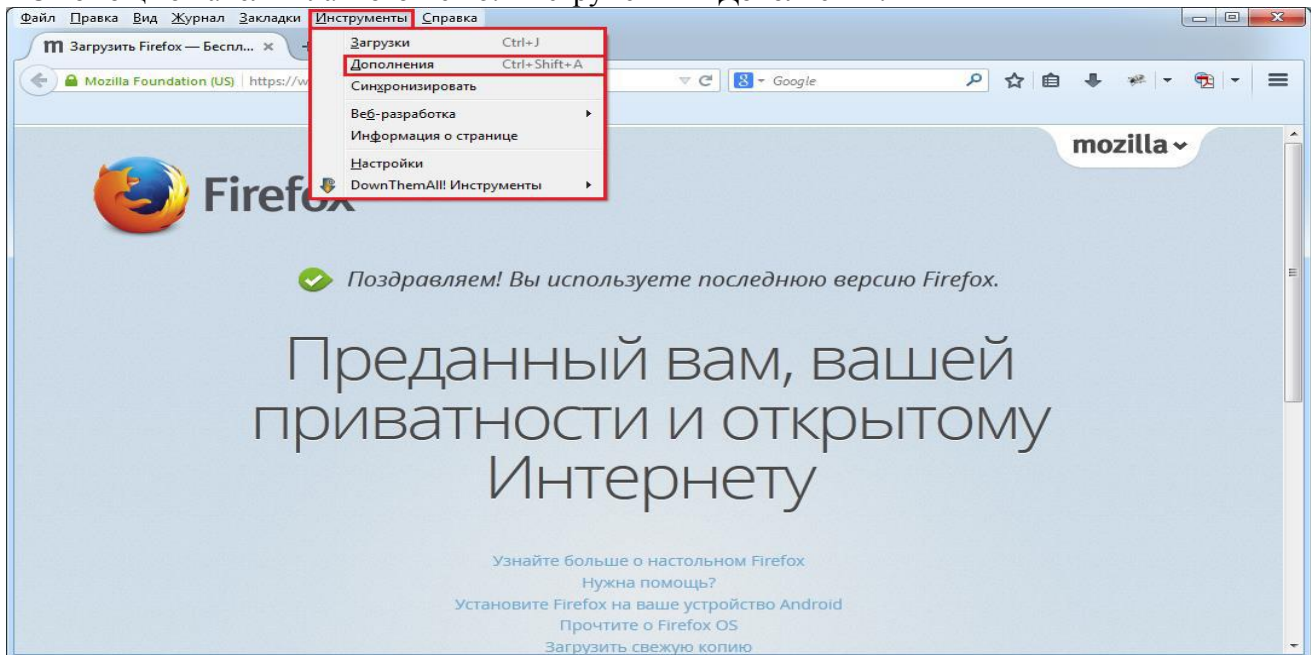 Файл Правка Вид Журнал Закладки Инструменты Справка
m Загрузить Firefox — Беспл... ×
Загрузки Ctrl+J
Дополнения Ctrl+Shift+A
Синхронизировать
Веб-разработка
Информация о странице
Настройки
DownThemAll! Инструменты
Mozilla Foundation (US) https://w
8 Google
mozilla
Firefox
Поздравляем! Вы используете последнюю версию Firefox.
Преданный вам, вашей
приватности и открытому
Интернету
Узнайте больше о настольном Firefox
Нужна помощь?
Установите Firefox на ваше устройство Android
Прочтите о Firefox OS
Загрузить свежую копию